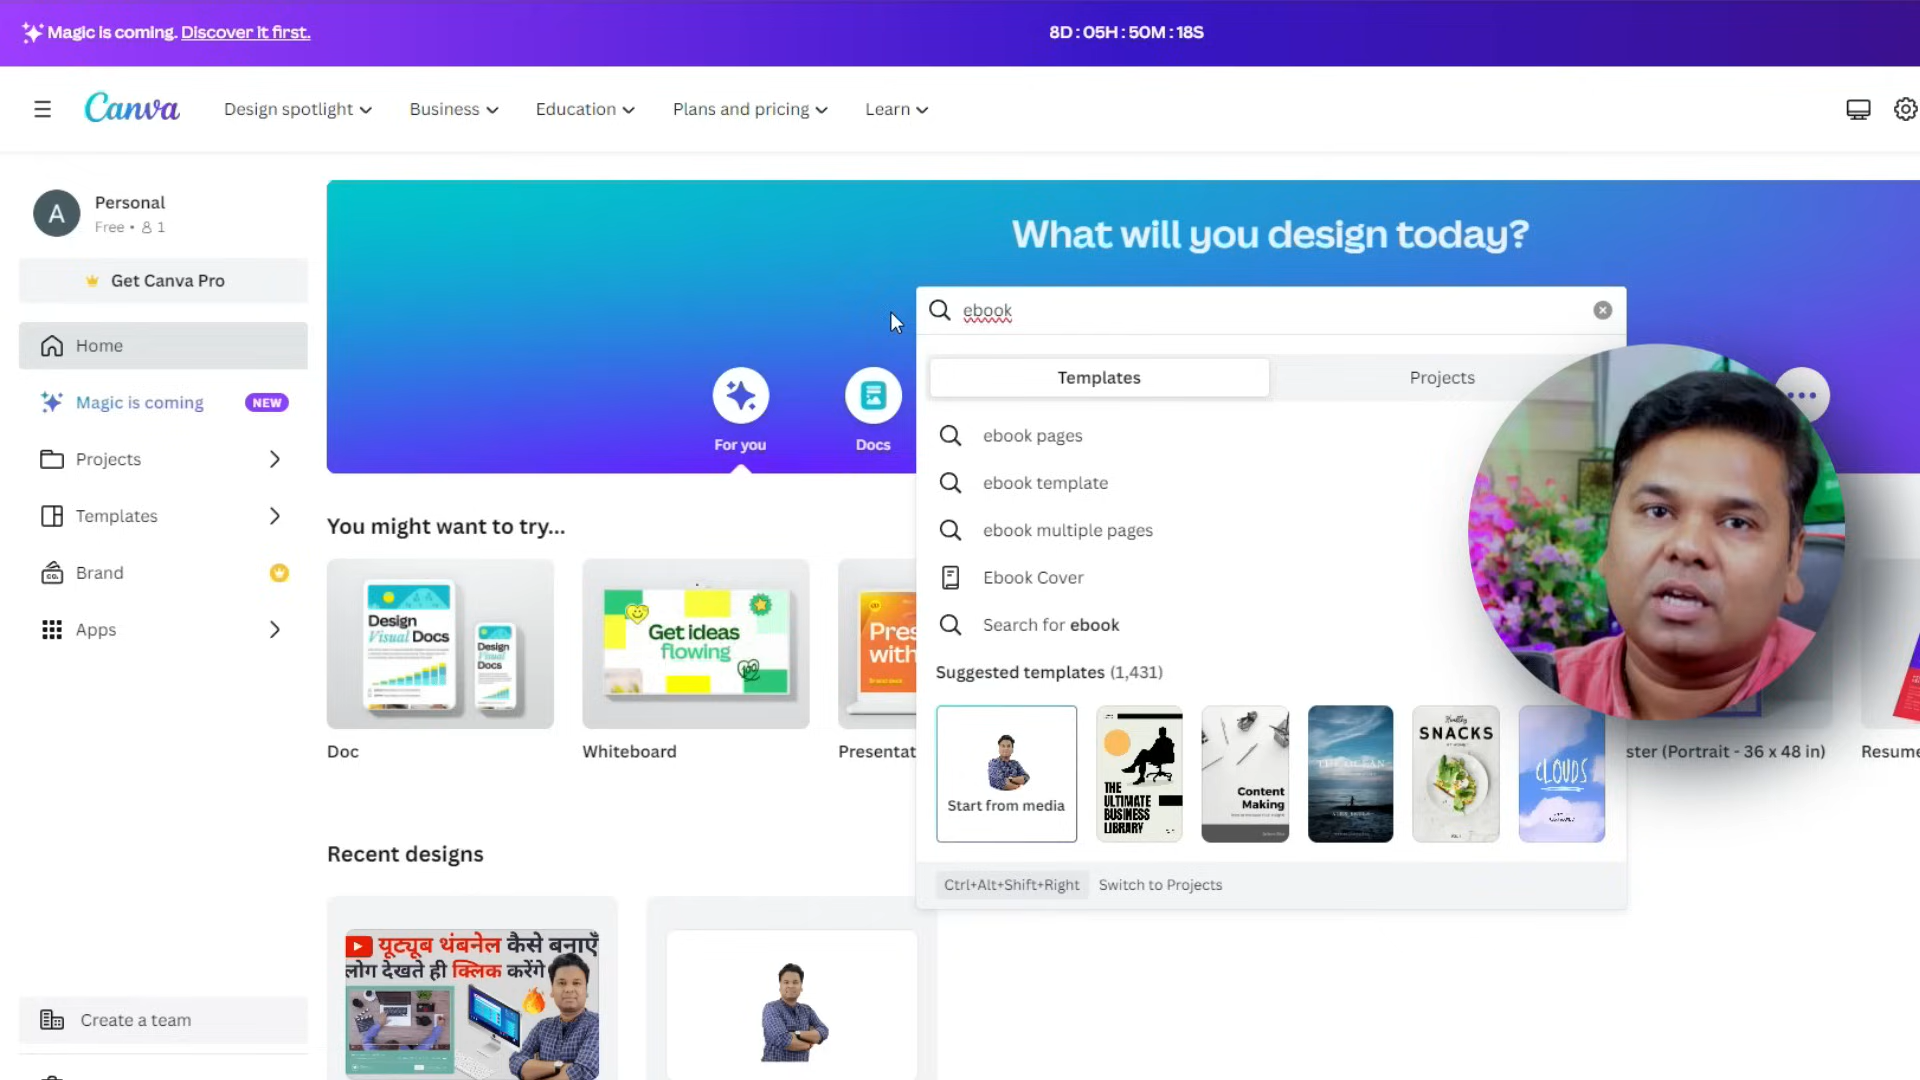 Magic is coming. Discover it first.
8D : 05H : 50M : 18S
Canva
Design spotlight
Business
Education
Plans and pricing
Learn
A
Personal
Free • 1
Get Canva Pro
Home
Magic is coming
NEW
Projects
Templates
Brand
Apps
Create a team
What will you design today?
ebook
Templates
Projects
ebook pages
ebook template
ebook multiple pages
Ebook Cover
Search for ebook
Suggested templates (1,431)
Start from media
THE
ULTIMATE
BUSINESS
LIBRARY
Content
Making
THE OCEAN
Healthy
SNACKS
CLOUDS
Ctrl+Alt+Shift+Right
Switch to Projects
For you
Docs
You might want to try...
Design
Visual Docs
Design
Visual
Docs
Get ideas
flowing
Pres
with
Doc
Whiteboard
Presentat
ster (Portrait - 36 x 48 in)
Resume
Recent designs
यूट्यूब थंबनेल कैसे बनाएँ
लोग देखते ही क्लिक करेंगे